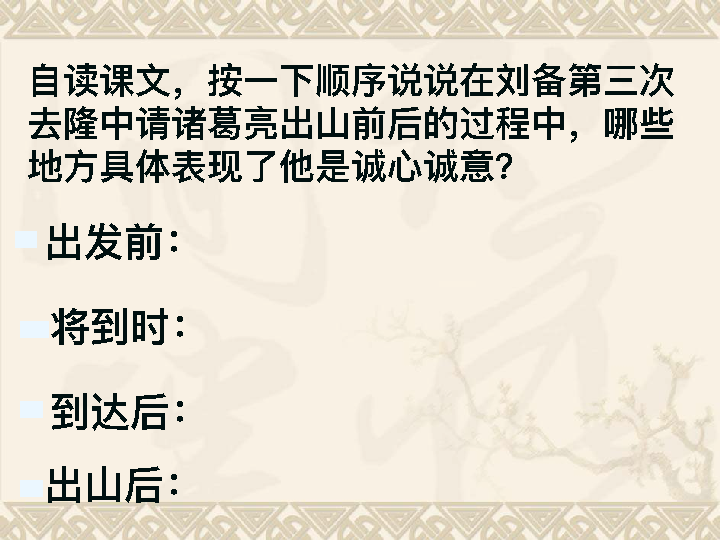 自读课文，按一下顺序说说在刘备第三次
去隆中请诸葛亮出山前后的过程中，哪些
地方具体表现了他是诚心诚意？
出发前：
将到时：
到达后：
出山后：